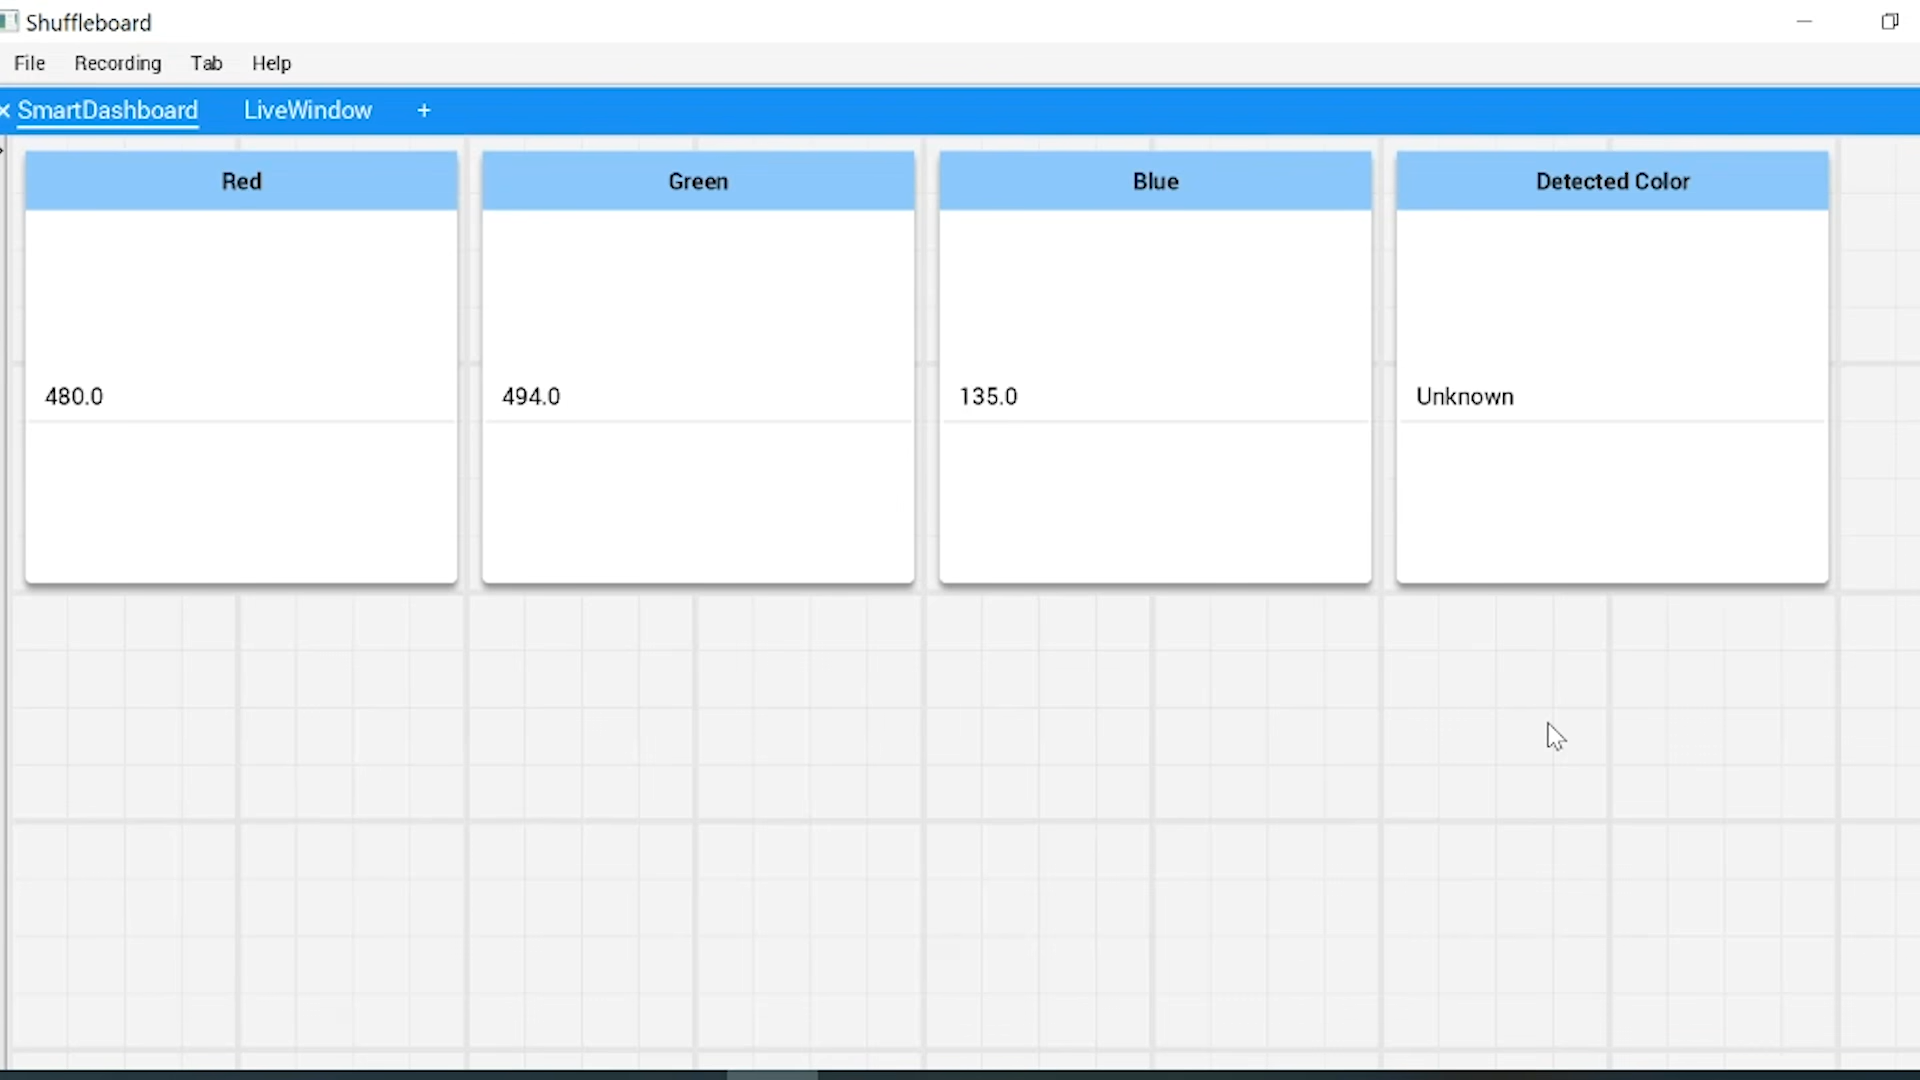 Shuffleboard
File Recording Tab Help
SmartDashboard LiveWindow +
Red Green Blue Detected Color
480.0 494.0 135.0 Unknown